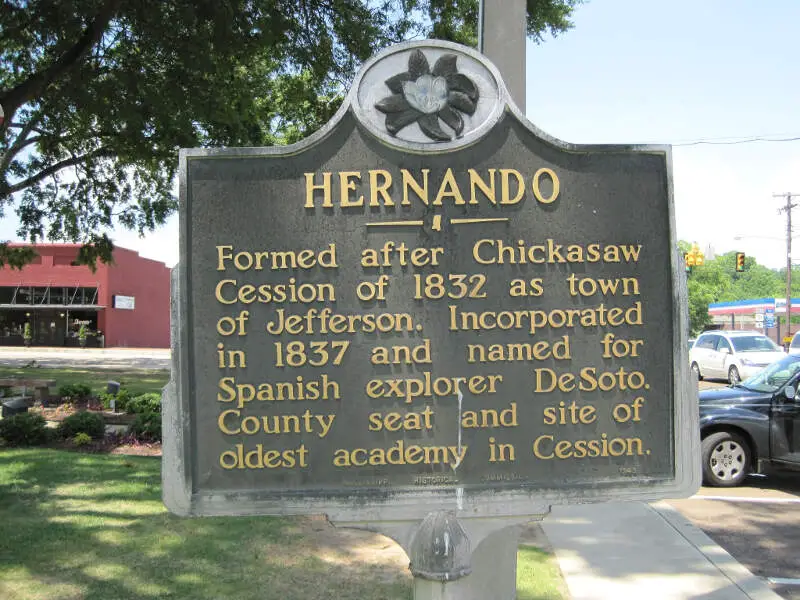 HERNANDO
Formed after Chickasaw
Cession of 1832 as town
of Jefferson. Incorporated
in 1837 and named for
Spanish explorer DeSoto.
County seat and site of
oldest academy in Cession.
HISTORICAL